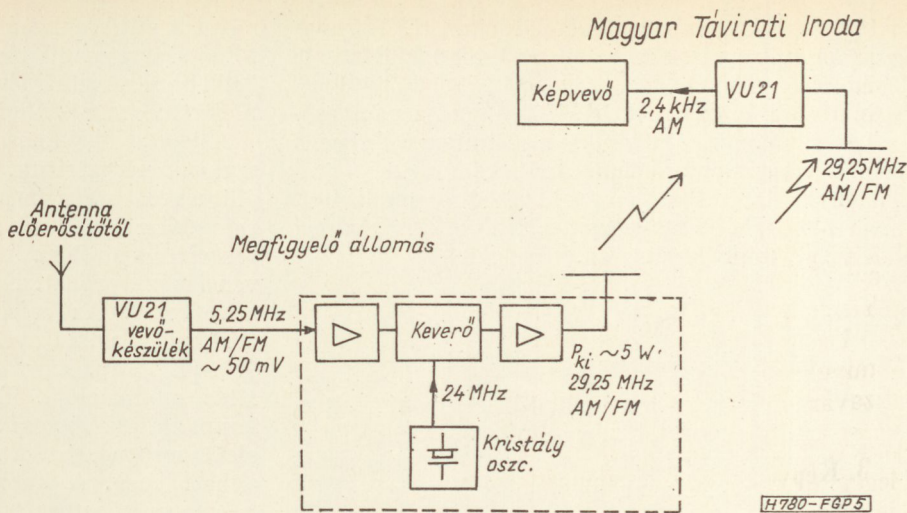 Magyar Távirati Iroda
Képvevő
2,4 kHz
AM
VU21
29,25 MHz
AM/FM
Antenna
előerősítőtől
Megfigyelő állomás
VU21
vevő-
készülék
5,25 MHz
AM/FM
~ 50 mV
Keverő
24 MHz
Kristály
oszc.
Pki ~ 5 W
29,25 MHz
AM/FM
H780-FGP5